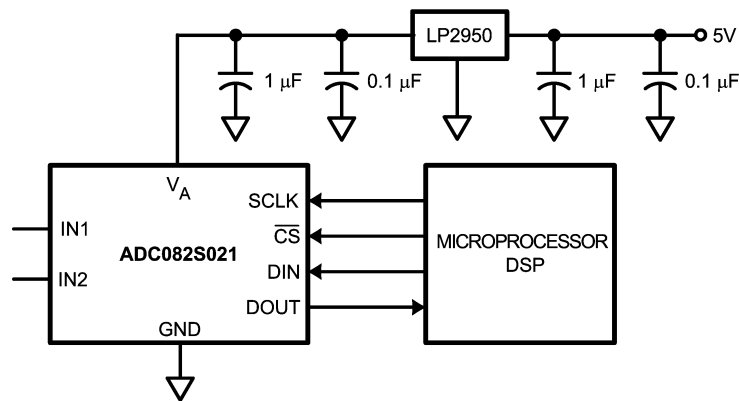 LP2950
5V
1 μF
0.1 μF
1 μF
0.1 μF
VA
SCLK
IN1
CS
MICROPROCESSOR
DSP
ADC082S021
IN2
DIN
DOUT
GND